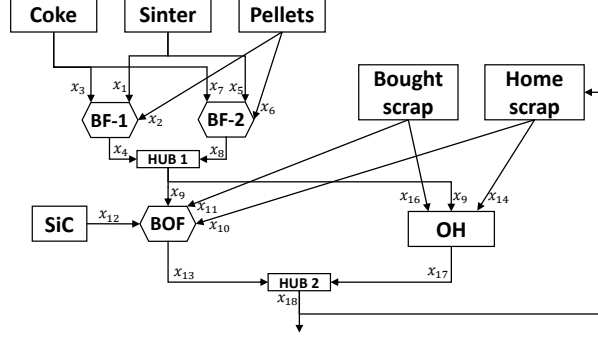 Coke
Sinter
Pellets
x3
x1
x2
x7
x5
x6
BF-1
BF-2
Bought
scrap
Home
scrap
x4
x8
HUB 1
x9
x11
x10
x16
x9
x14
SiC
x12
BOF
OH
x13
x17
HUB 2
x18